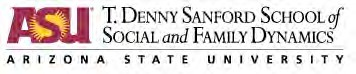 ASU T. DENNY SANFORD SCHOOL of
SOCIAL and FAMILY DYNAMICS
ARIZONA STATE UNIVERSITY